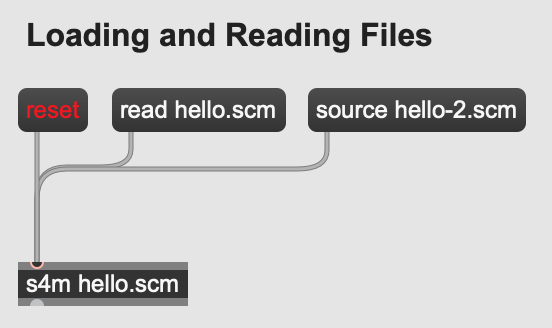 Loading and Reading Files
reset
read hello.scm
source hello-2.scm
s4m hello.scm